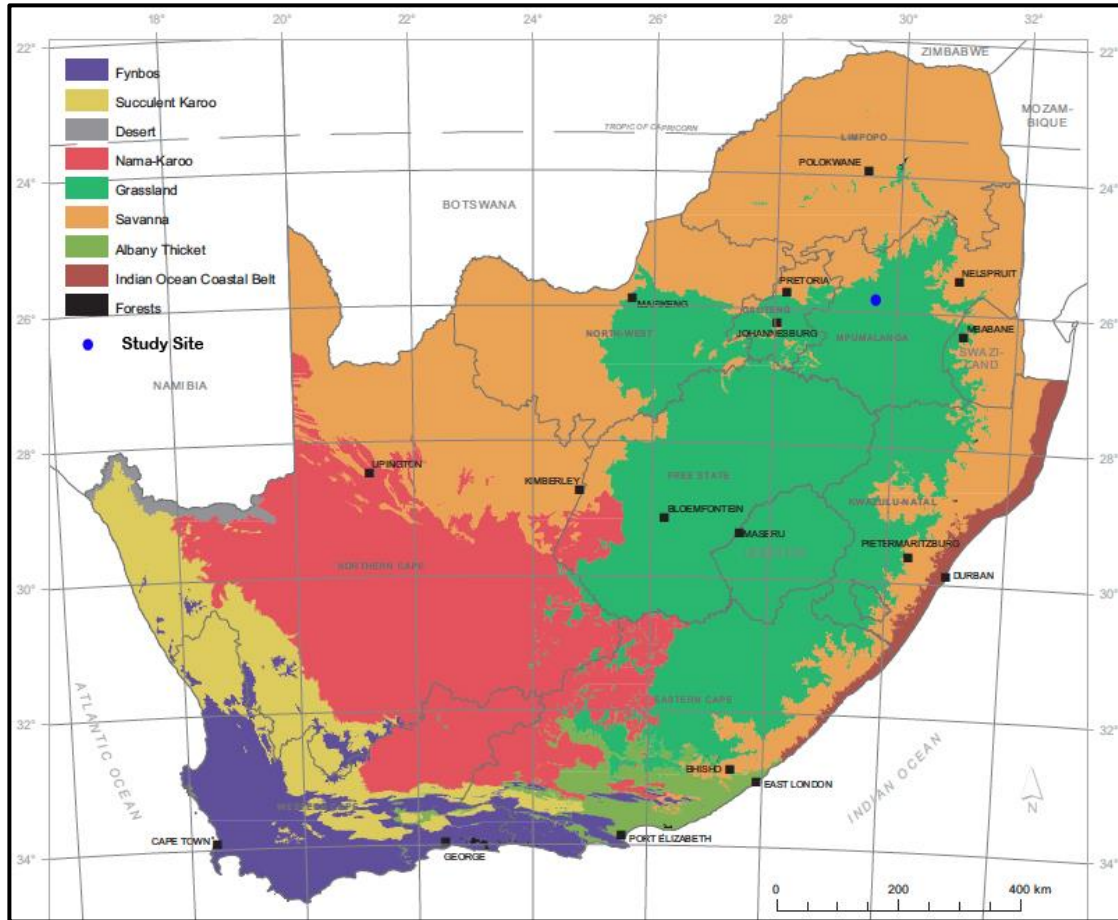 18°
20°
22°
24°
26°
28°
30°
32°
22°
22°
ZIMBABWE
Fynbos
Succulent Karoo
Desert
Nama-Karoo
Grassland
Savanna
Albany Thicket
Indian Ocean Coastal Belt
Forests
Study Site
MOZAM-
BIQUE
TROPIC OF CAPRICORN
LIMPOPO
POLOKWANE
24°
24°
BOTSWANA
NELSPRUIT
PRETORIA
MAFIKENG
GAUTENG
26°
26°
JOHANNESBURG
NORTH-WEST
MPUMALANGA
MBABANE
SWAZI-
LAND
NAMIBIA
28°
28°
UPINGTON
KIMBERLEY
FREE STATE
KWAZULU-NATAL
BLOEMFONTEIN
MASERU
PIETERMARITZBURG
NORTHERN CAPE
DURBAN
30°
30°
EASTERN CAPE
ATLANTIC OCEAN
32°
32°
BHISHO
EAST LONDON
INDIAN OCEAN
N
WESTERN CAPE
CAPE TOWN
GEORGE
PORT ELIZABETH
34°
34°
0 200 400 km